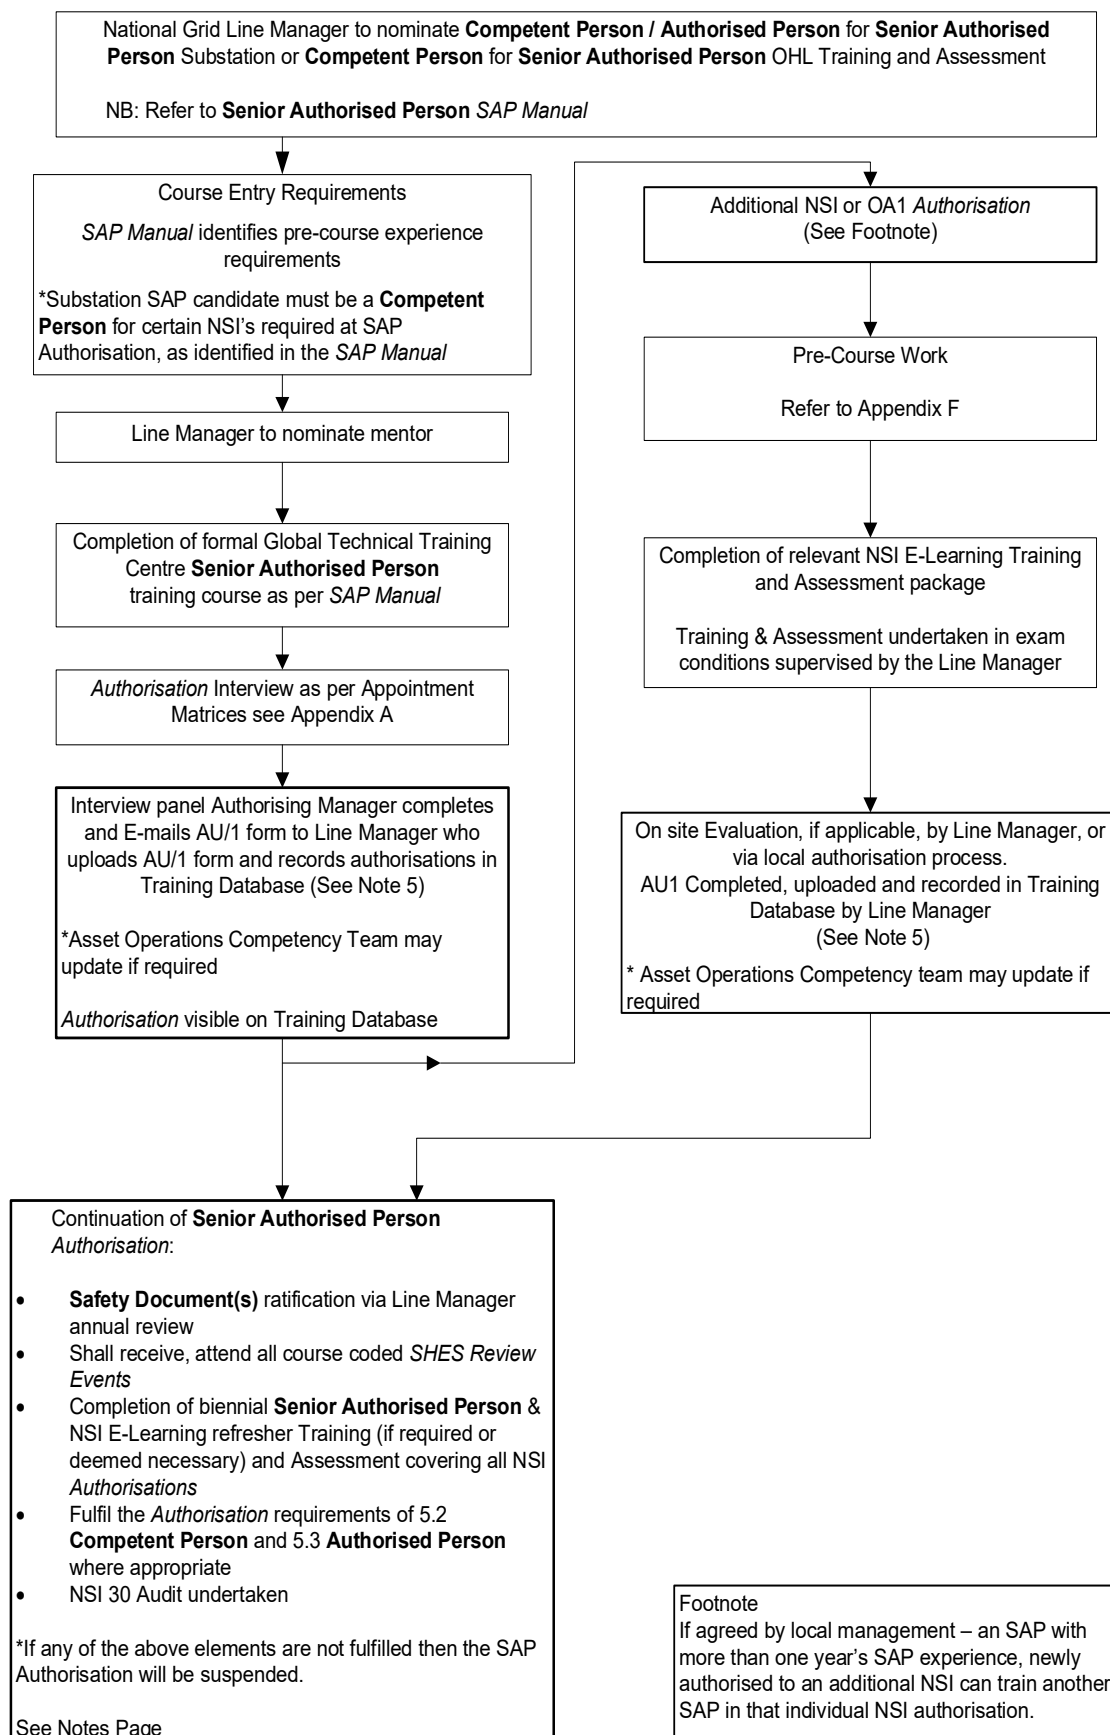 National Grid Line Manager to nominate Competent Person / Authorised Person for Senior Authorised
Person Substation or Competent Person for Senior Authorised Person OHL Training and Assessment
NB: Refer to Senior Authorised Person SAP Manual
Course Entry Requirements
SAP Manual identifies pre-course experience
requirements
*Substation SAP candidate must be a Competent
Person for certain NSI's required at SAP
Authorisation, as identified in the SAP Manual
Line Manager to nominate mentor
Completion of formal Global Technical Training
Centre Senior Authorised Person
training course as per SAP Manual
Authorisation Interview as per Appointment
Matrices see Appendix A
Interview panel Authorising Manager completes
and E-mails AU/1 form to Line Manager who
uploads AU/1 form and records authorisations in
Training Database (See Note 5)
*Asset Operations Competency Team may
update if required
Authorisation visible on Training Database
Additional NSI or OA1 Authorisation
(See Footnote)
Pre-Course Work
Refer to Appendix F
Completion of relevant NSI E-Learning Training
and Assessment package
Training & Assessment undertaken in exam
conditions supervised by the Line Manager
On site Evaluation, if applicable, by Line Manager, or
via local authorisation process.
AU1 Completed, uploaded and recorded in Training
Database by Line Manager
(See Note 5)
* Asset Operations Competency team may update if
required
Continuation of Senior Authorised Person
Authorisation:
• Safety Document(s) ratification via Line Manager
annual review
• Shall receive, attend all course coded SHES Review
Events
• Completion of biennial Senior Authorised Person &
NSI E-Learning refresher Training (if required or
deemed necessary) and Assessment covering all NSI
Authorisations
• Fulfil the Authorisation requirements of 5.2
Competent Person and 5.3 Authorised Person
where appropriate
• NSI 30 Audit undertaken
*If any of the above elements are not fulfilled then the SAP
Authorisation will be suspended.
See Notes Page
Footnote
If agreed by local management – an SAP with
more than one year's SAP experience, newly
authorised to an additional NSI can train another
SAP in that individual NSI authorisation.